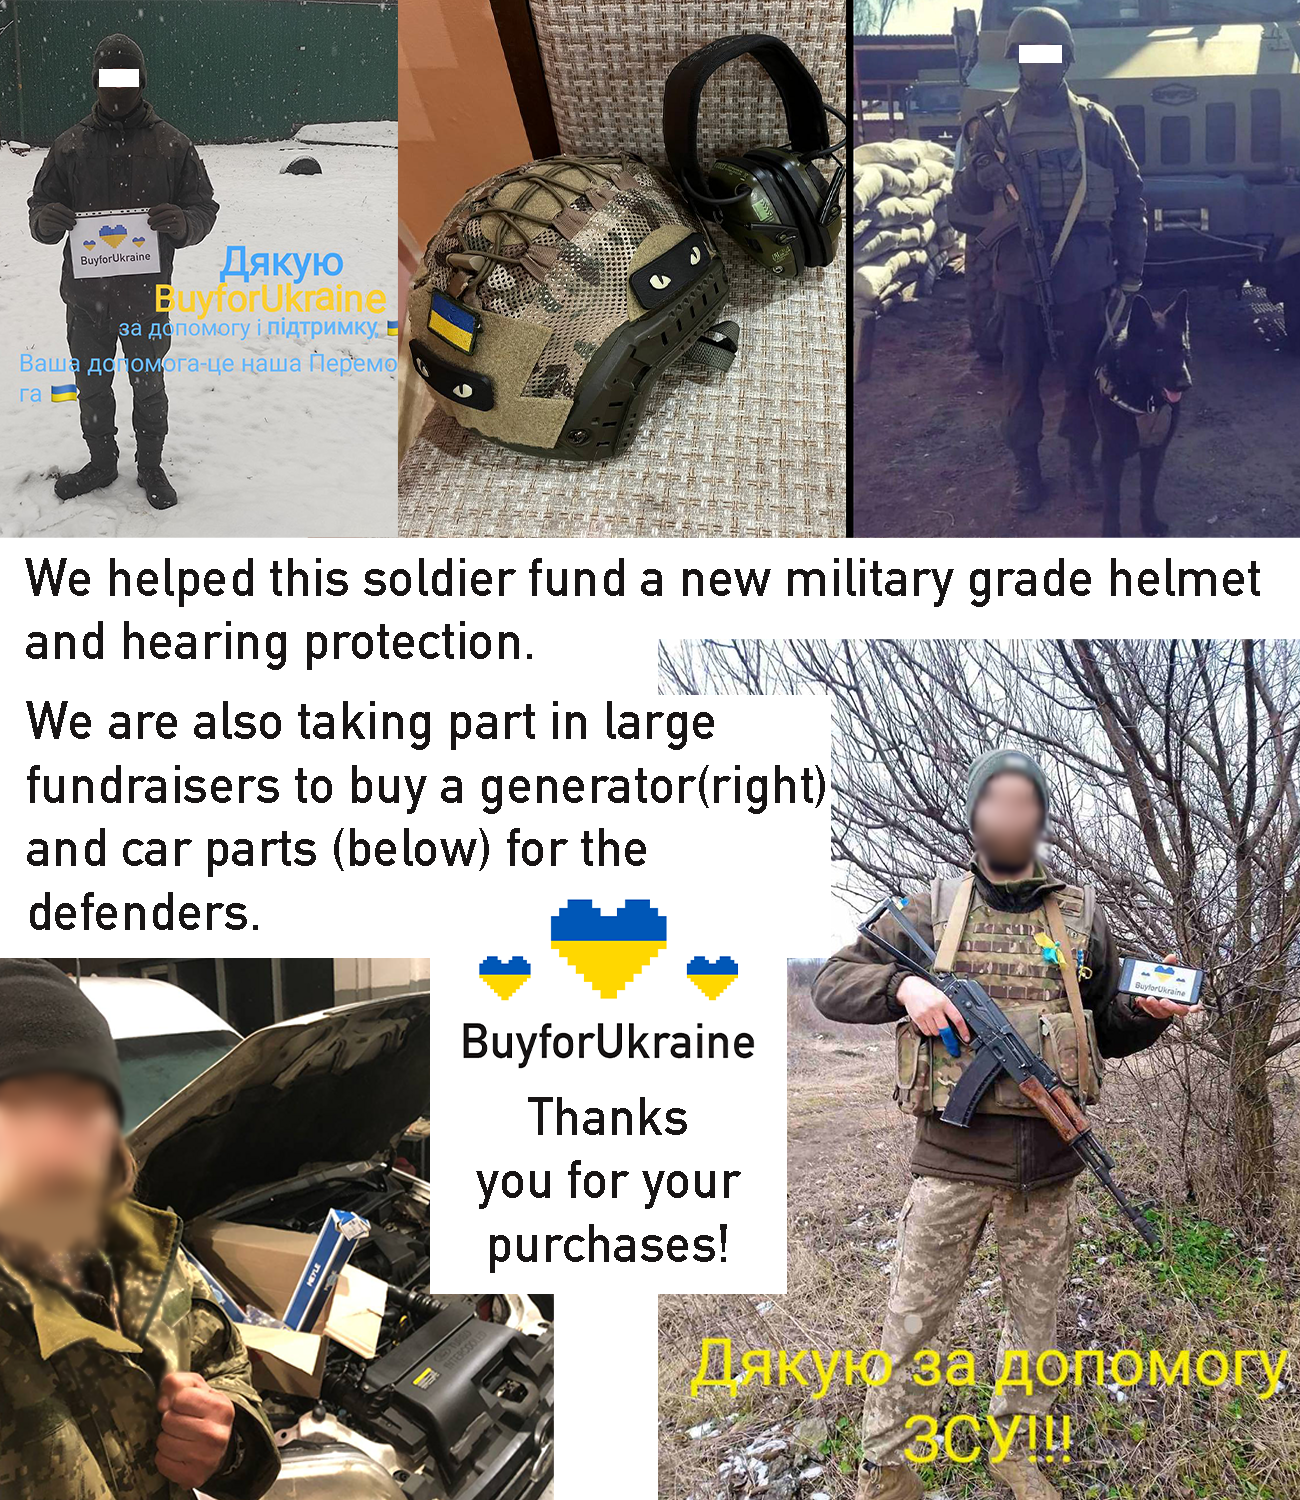 BuyforUkraine
Дякую
BuyforUkraine
за допомогу і підтримку
Ваша допомога-це наша Перемо
га
We helped this soldier fund a new military grade helmet
and hearing protection.
We are also taking part in large
fundraisers to buy a generator(right)
and car parts (below) for the
defenders.
BuyforUkraine
Thanks
you for your
purchases!
BuyforUkraine
MEYLE
Дякую за допомогу
ЗСУ!!!